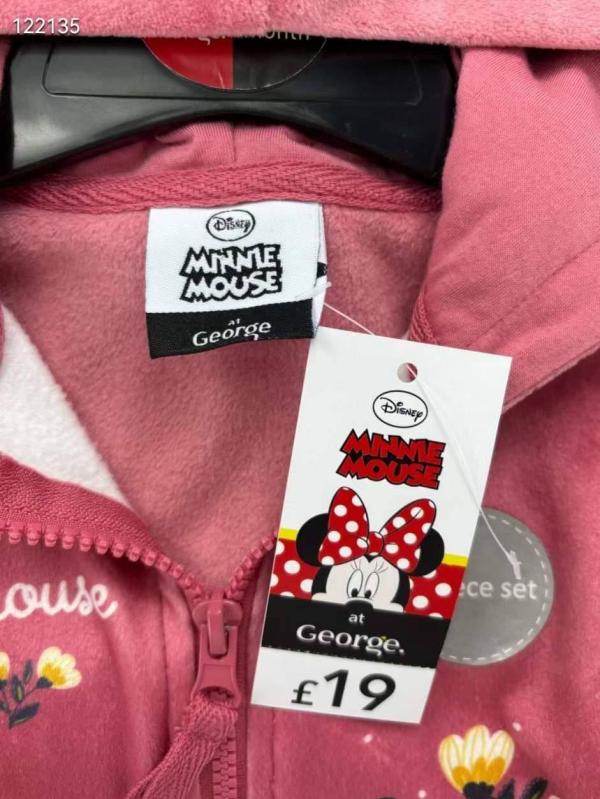 122135
Disney
MINNIE
MOUSE
at
George
Disney
MINNIE
MOUSE
at
George.
£19
ece set
ouse